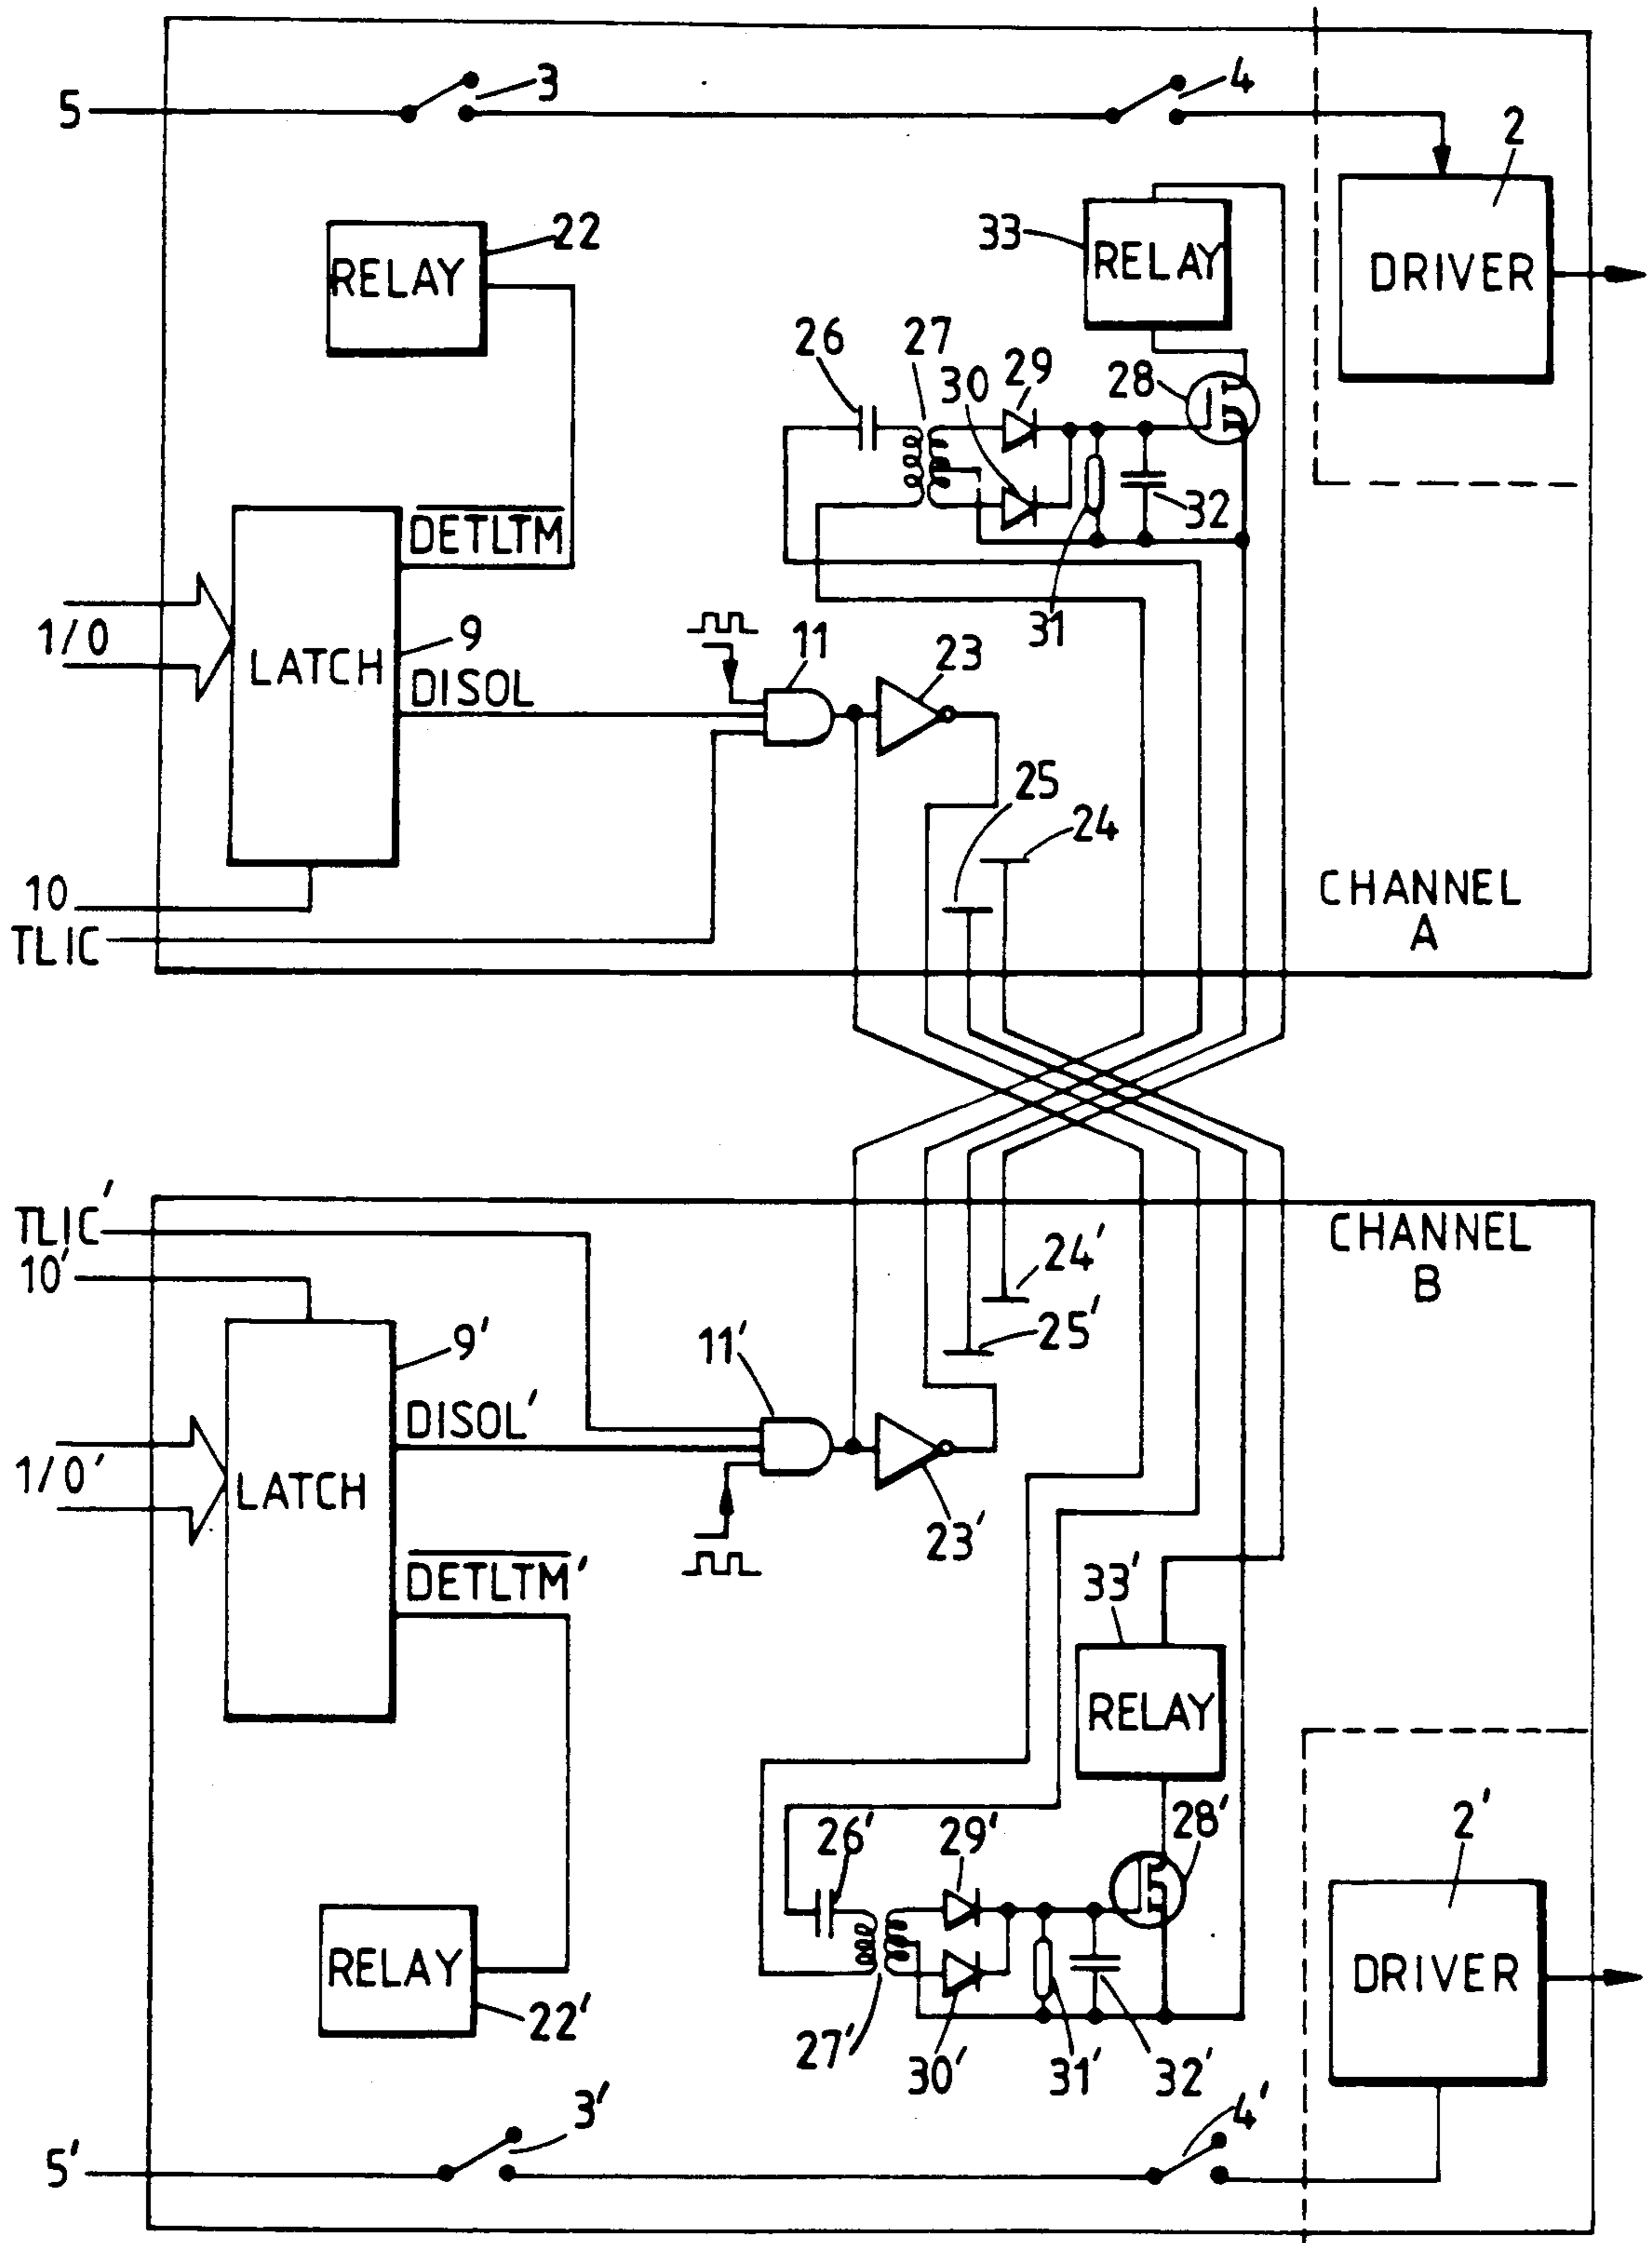 5
3
4
2
RELAY
22
33
RELAY
DRIVER
26
27
30
29
28
32
31
DETLTM
1/0
LATCH
9
DISOL
11
23
25
24
10
TLIC
CHANNEL
A
TLIC'
10'
CHANNEL
B
24'
25'
9'
11'
DISOL'
1/0'
LATCH
23'
DETLTM'
33'
RELAY
26'
29'
28'
2'
RELAY
22'
DRIVER
27'
30'
31'
32'
3'
4'
5'